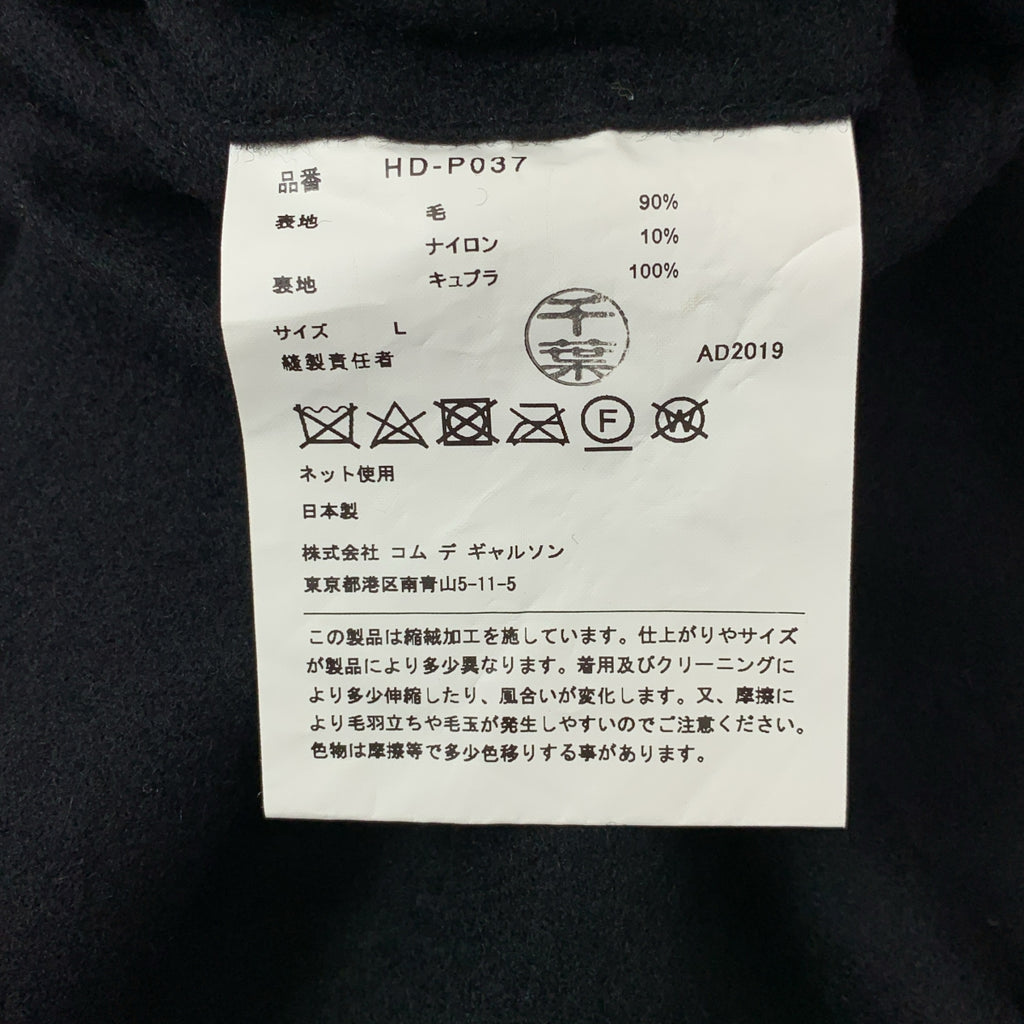 品番 HD-P037
表地 毛 90%
ナイロン 10%
裏地 キュプラ 100%
サイズ L
縫製責任者 千葉 AD2019
F W
ネット使用
日本製
株式会社 コム デ ギャルソン
東京都港区南青山5-11-5
この製品は縮絨加工を施しています。仕上がりやサイズ
が製品により多少異なります。着用及びクリーニングに
より多少伸縮したり、風合いが変化します。又、摩擦に
より毛羽立ちや毛玉が発生しやすいのでご注意ください。
色物は摩擦等で多少色移りする事があります。